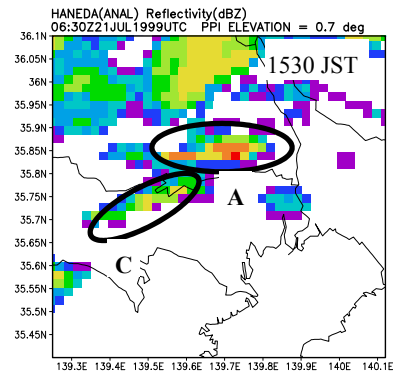 HANEDA(ANAL) Reflectivity(dBZ)
06:30Z21JUL1999UTC PPI ELEVATION = 0.7 deg
1530 JST
36.1N
36.05N
36N
35.95N
35.9N
35.85N
35.8N
35.75N
35.7N
35.65N
35.6N
35.55N
35.5N
35.45N
A
C
139.3E 139.4E 139.5E 139.6E 139.7E 139.8E 139.9E 140E 140.1E